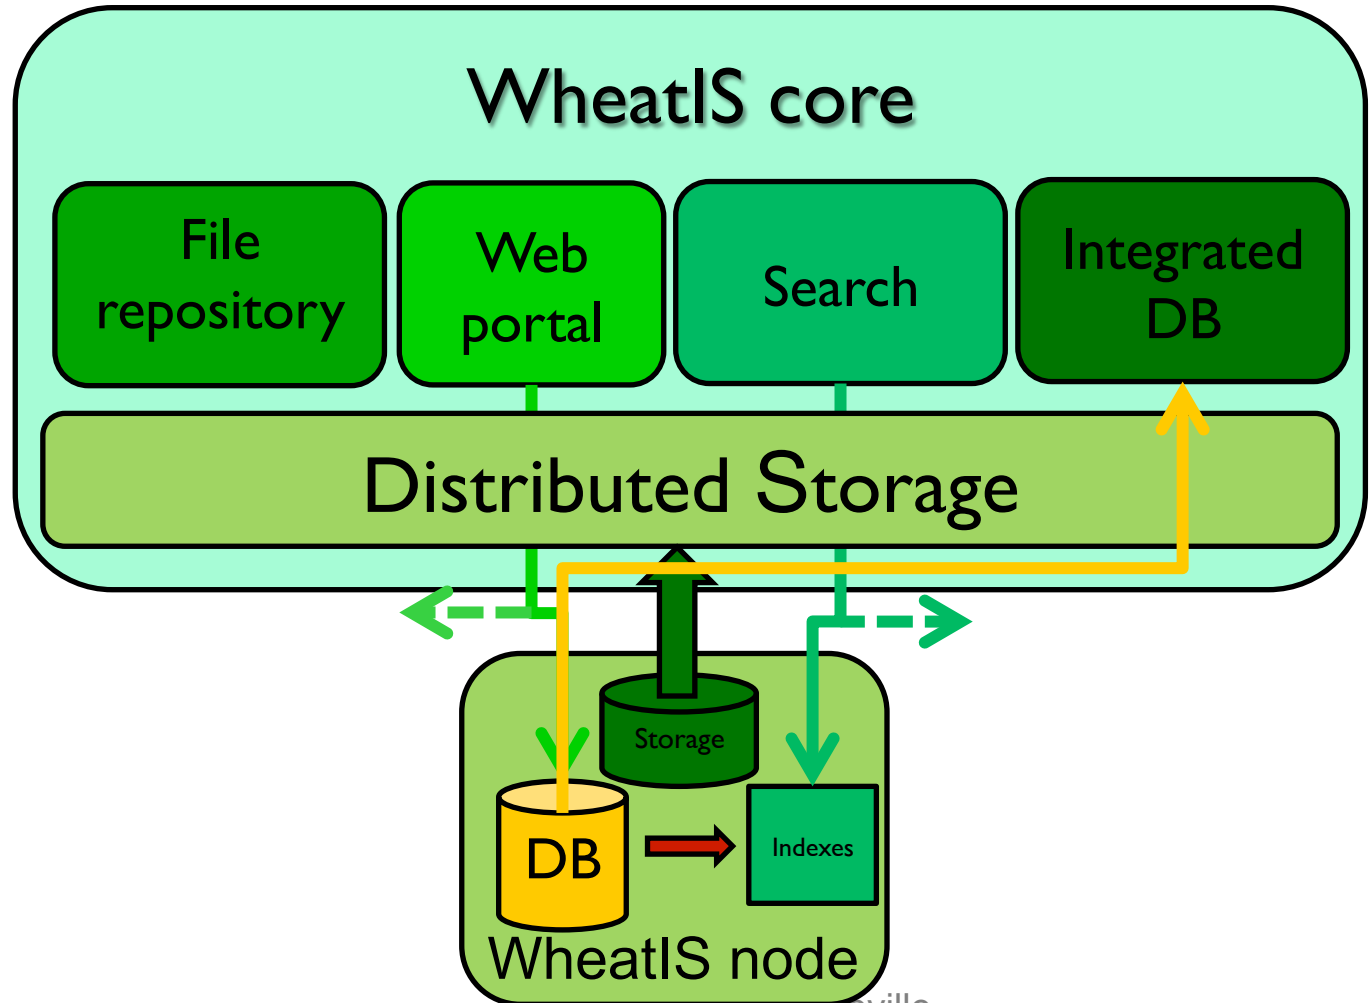 WheatIS core
File
repository
Web
portal
Search
Integrated
DB
Distributed Storage
Storage
DB
Indexes
WheatIS node